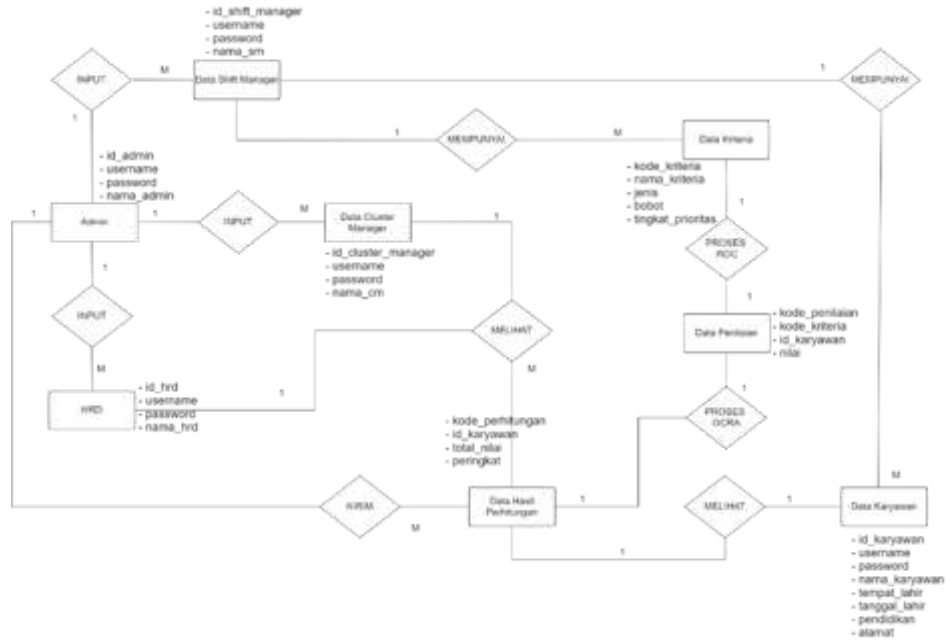 - id_shift_manager
- username
- password
- nama_sm
INPUT
M
Data Shift Manager
1
MEMPUNYAI
1
1
MEMPUNYAI
M
Data Kriteria
- id_admin
- username
- password
- nama_admin
- kode_kriteria
- nama_kriteria
- jenis
- bobot
- tingkat_prioritas
1
1
Admin
1
INPUT
M
Data Cluster
Manager
- id_cluster_manager
- username
- password
- nama_cm
1
PROSES
ROC
1
1
INPUT
M
1
MELIHAT
M
Data Penilaian
- kode_penilaian
- kode_kriteria
- id_karyawan
- nilai
HRD
- id_hrd
- username
- password
- nama_hrd
1
1
PROSES
OCRA
- kode_perhitungan
- id_karyawan
- total_nilai
- peringkat
M
KIRIM
M
Data Hasil
Perhitungan
1
MELIHAT
1
Data Karyawan
1
- id_karyawan
- username
- password
- nama_karyawan
- tempat_lahir
- tanggal_lahir
- pendidikan
- alamat